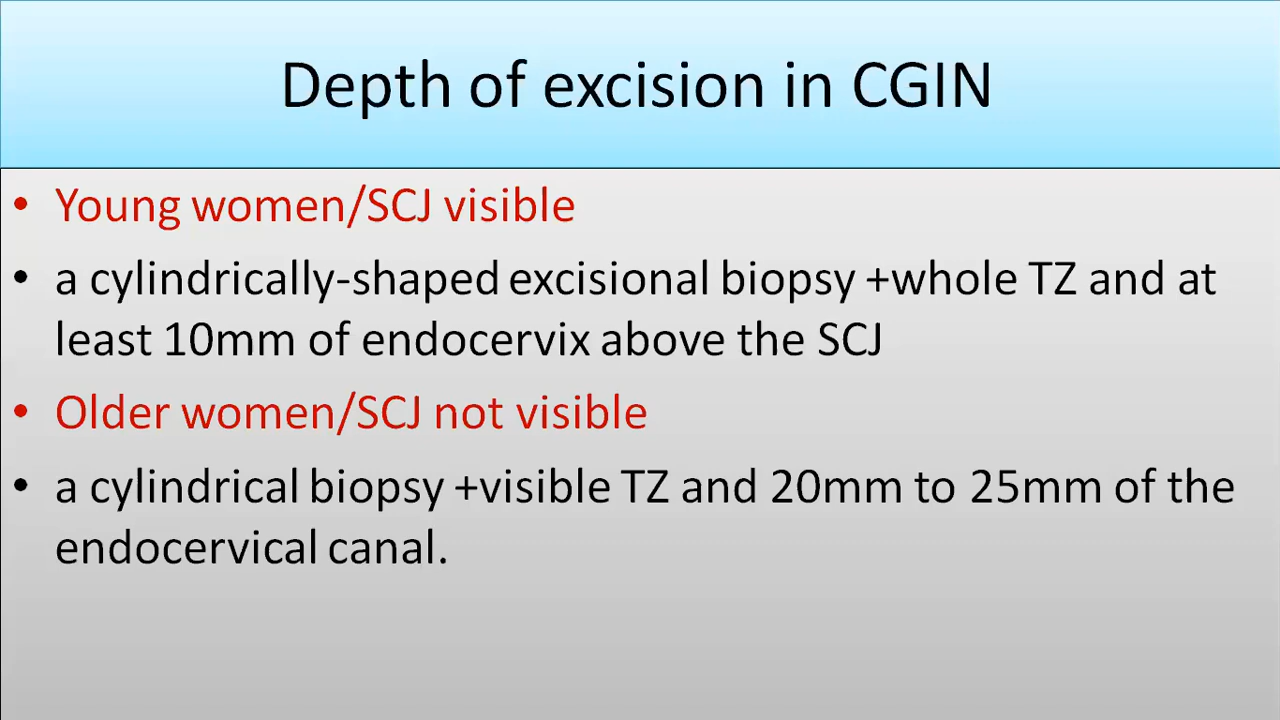 Depth of excision in CGIN
• Young women/SCJ visible
• a cylindrically-shaped excisional biopsy +whole TZ and at
least 10mm of endocervix above the SCJ
• Older women/SCJ not visible
• a cylindrical biopsy +visible TZ and 20mm to 25mm of the
endocervical canal.